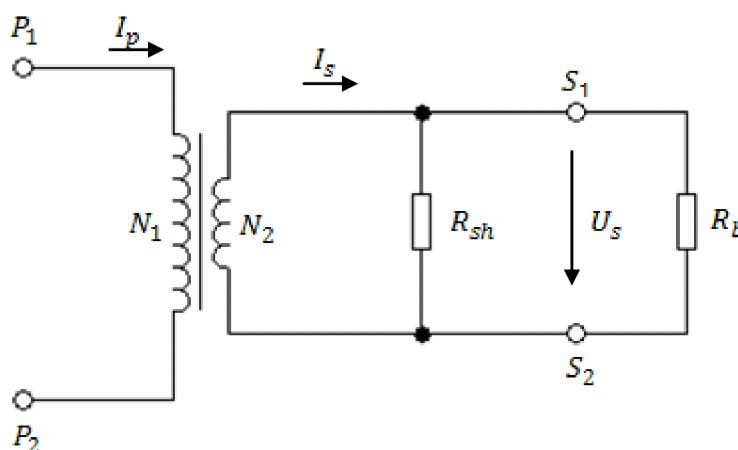 P₁
Iₚ
Iₛ
S₁
N₁
N₂
Rₛₕ
Uₛ
S₂
P₂